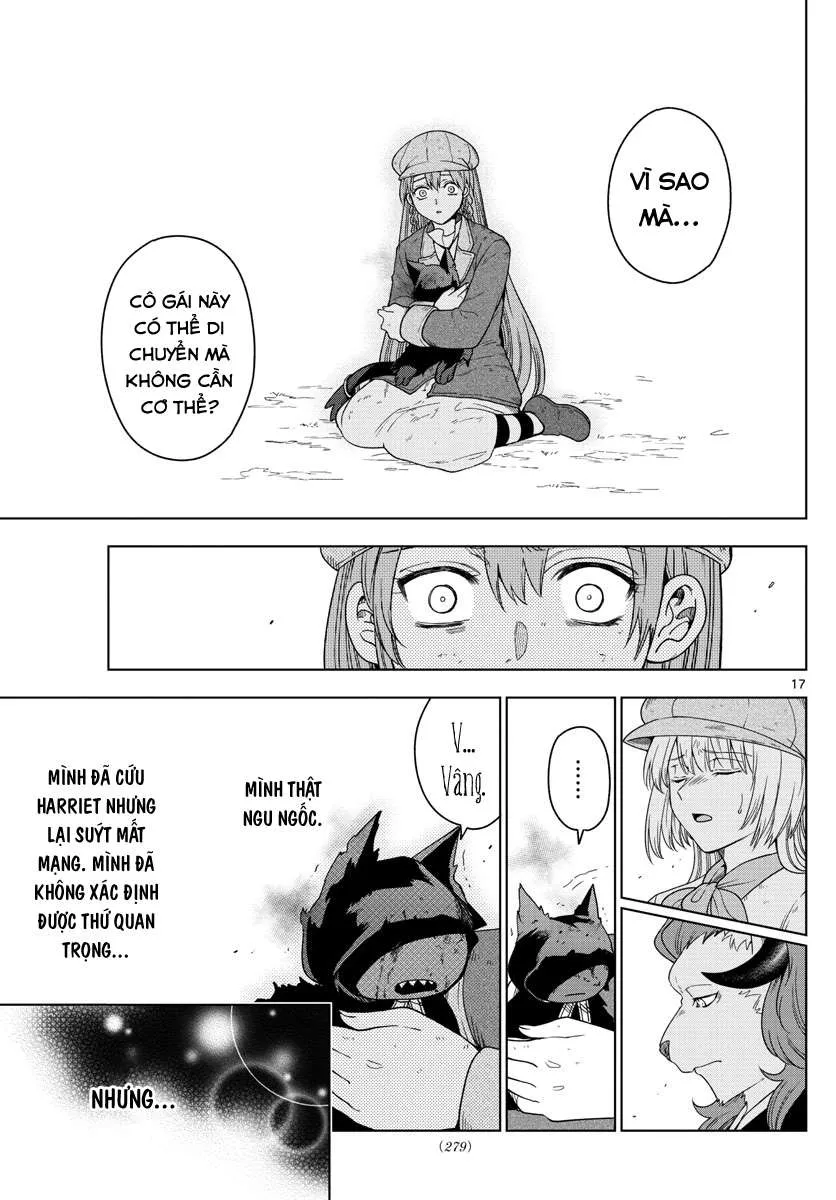 VÌ SAO
MÀ...
CÔ GÁI NÀY
CÓ THỂ DI
CHUYỂN MÀ
KHÔNG CẦN
CƠ THỂ?
17
......
V...
Vâng.
MÌNH THẬT
NGU NGỐC.
MÌNH ĐÃ CỨU
HARRIET NHƯNG
LẠI SUÝT MẤT
MẠNG. MÌNH ĐÃ
KHÔNG XÁC ĐỊNH
ĐƯỢC THỨ QUAN
TRỌNG...
NHƯNG...
(279)